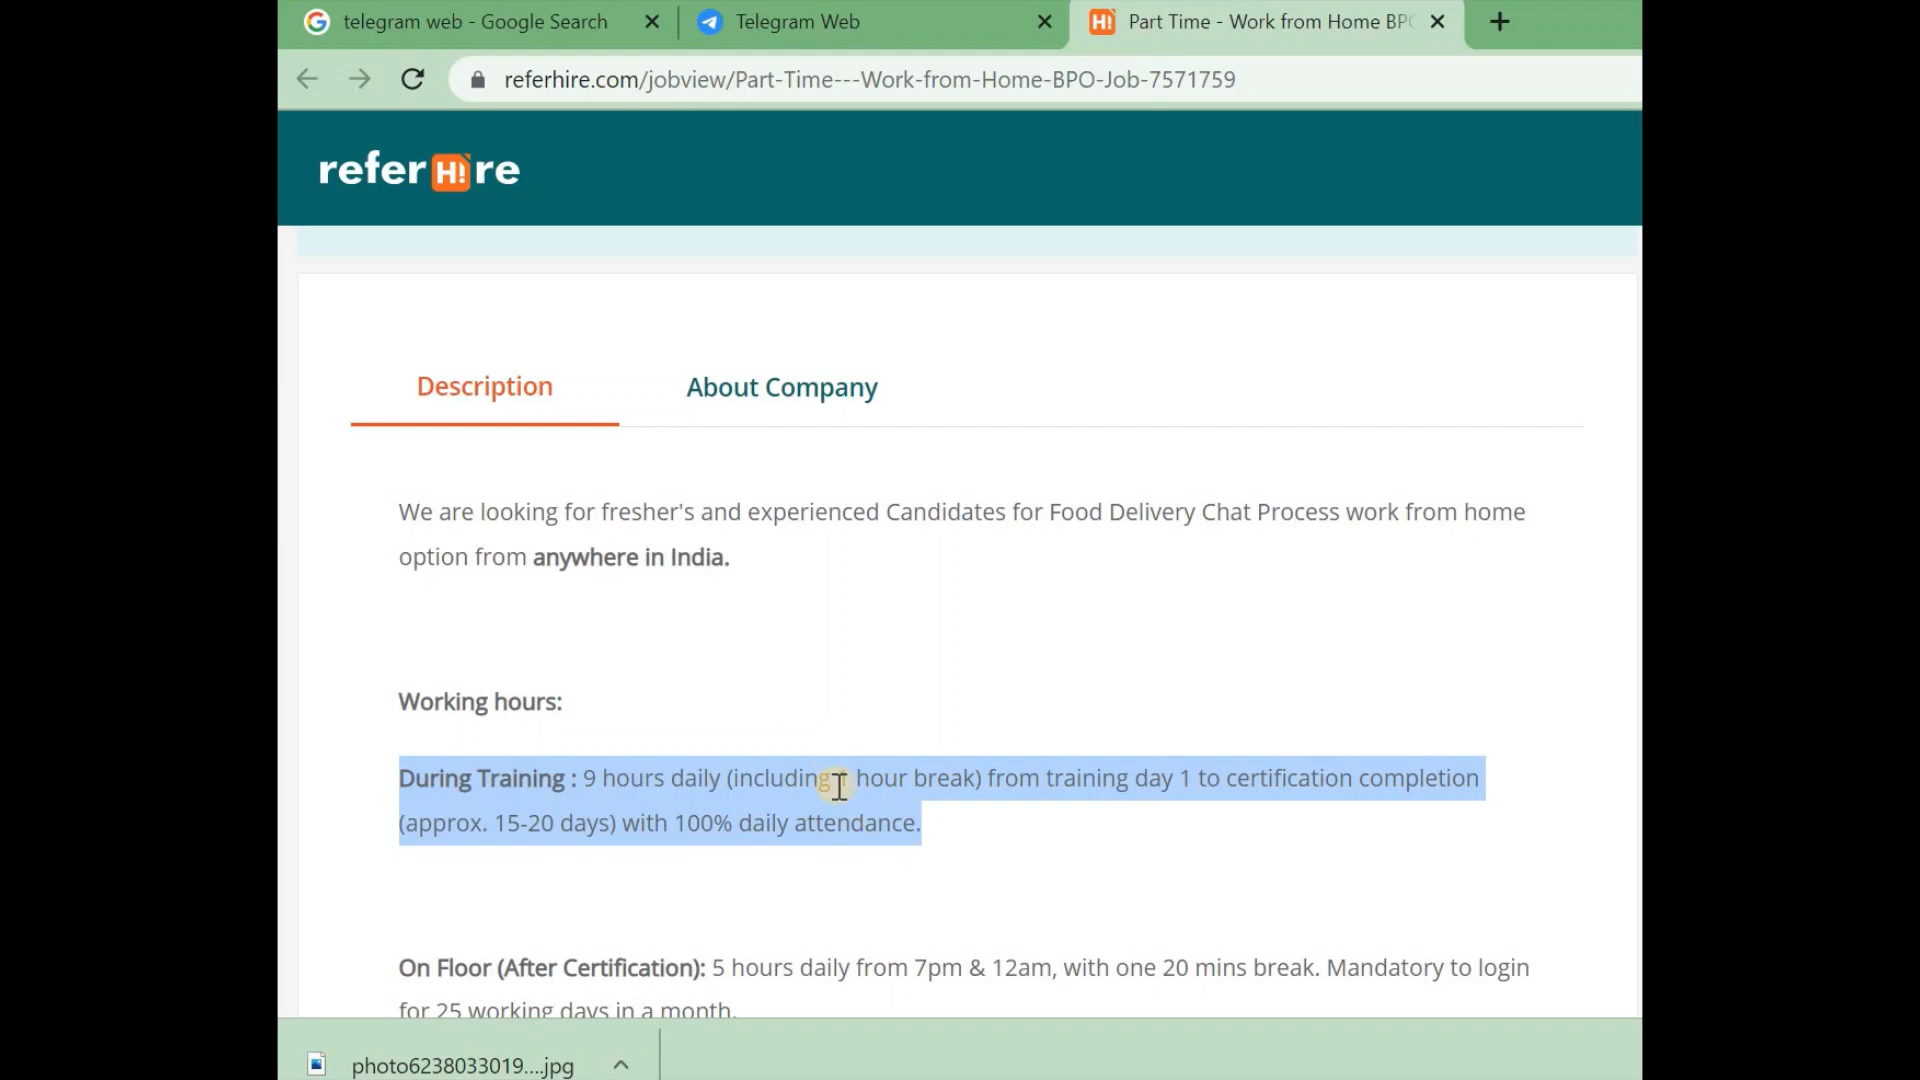 telegram web - Google Search
Telegram Web
Part Time - Work from Home BPO
referhire.com/jobview/Part-Time---Work-from-Home-BPO-Job-7571759
referHire
Description
About Company
We are looking for fresher's and experienced Candidates for Food Delivery Chat Process work from home
option from anywhere in India.
Working hours:
During Training : 9 hours daily (including 1 hour break) from training day 1 to certification completion
(approx. 15-20 days) with 100% daily attendance.
On Floor (After Certification): 5 hours daily from 7pm & 12am, with one 20 mins break. Mandatory to login
for 25 working days in a month.
photo6238033019....jpg